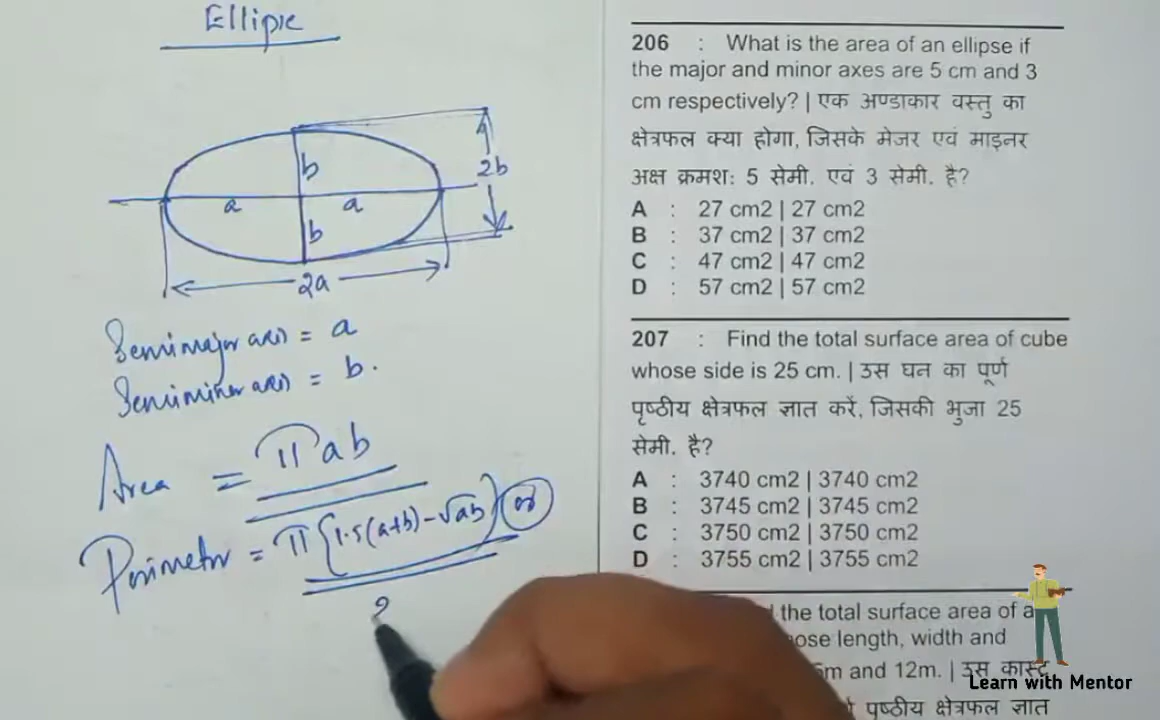 Ellipse
b
2b
a
a
b
2a
Semimajor axis = a
Semiminor axis = b.
Area = πab
Perimeter = π{1.5(a+b)-√ab} or
2
206 : What is the area of an ellipse if
the major and minor axes are 5 cm and 3
cm respectively? | एक अण्डाकार वस्तु का
क्षेत्रफल क्या होगा, जिसके मेजर एवं माइनर
अक्ष क्रमश: 5 सेमी. एवं 3 सेमी. है?
A : 27 cm2 | 27 cm2
B : 37 cm2 | 37 cm2
C : 47 cm2 | 47 cm2
D : 57 cm2 | 57 cm2
207 : Find the total surface area of cube
whose side is 25 cm. | उस घन का पूर्ण
पृष्ठीय क्षेत्रफल ज्ञात करें, जिसकी भुजा 25
सेमी. है?
A : 3740 cm2 | 3740 cm2
B : 3745 cm2 | 3745 cm2
C : 3750 cm2 | 3750 cm2
D : 3755 cm2 | 3755 cm2
the total surface area of a
ose length, width and
m and 12m. | उस
पृष्ठीय क्षेत्रफल ज्ञात
Learn with Mentor